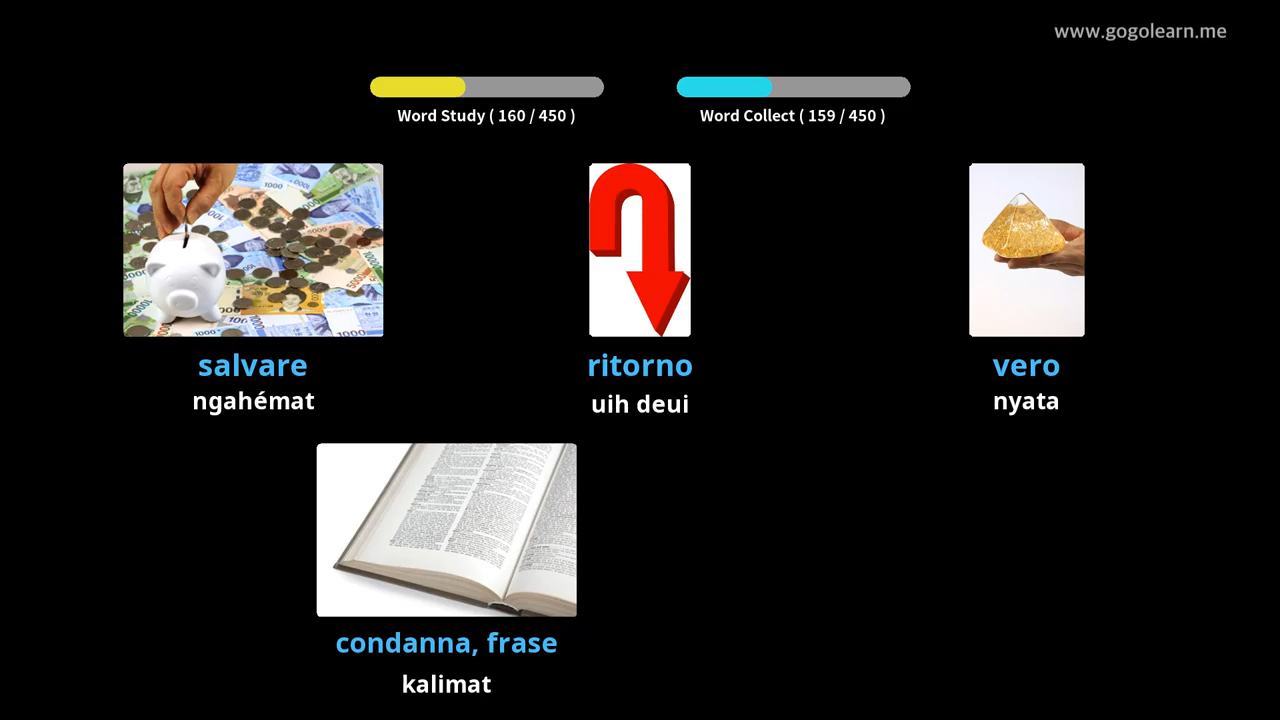 www.gogolearn.me
Word Study ( 160 / 450 )
Word Collect ( 159 / 450 )
salvare
ngahémat
ritorno
uih deui
vero
nyata
condanna, frase
kalimat